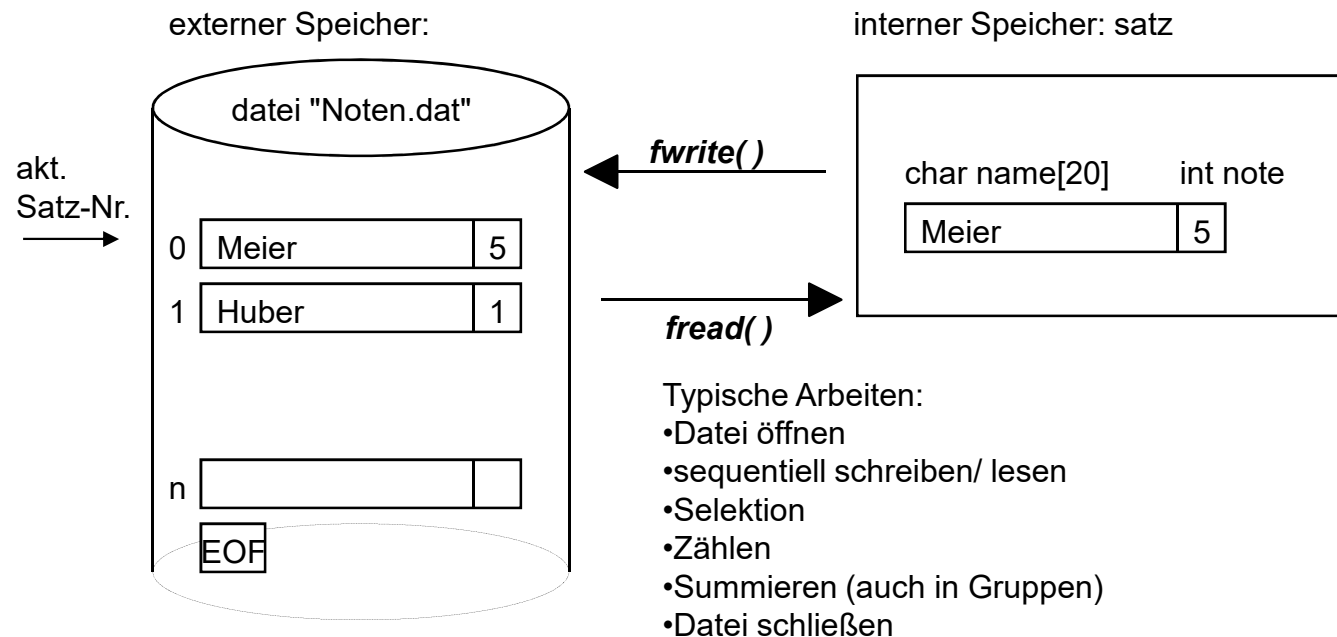 externer Speicher:
interner Speicher: satz
datei "Noten.dat"
akt.
Satz-Nr.
fwrite( )
char name[20] int note
Meier 5
0 Meier 5
1 Huber 1
fread( )
n
EOF
Typische Arbeiten:
•Datei öffnen
•sequentiell schreiben/ lesen
•Selektion
•Zählen
•Summieren (auch in Gruppen)
•Datei schließen